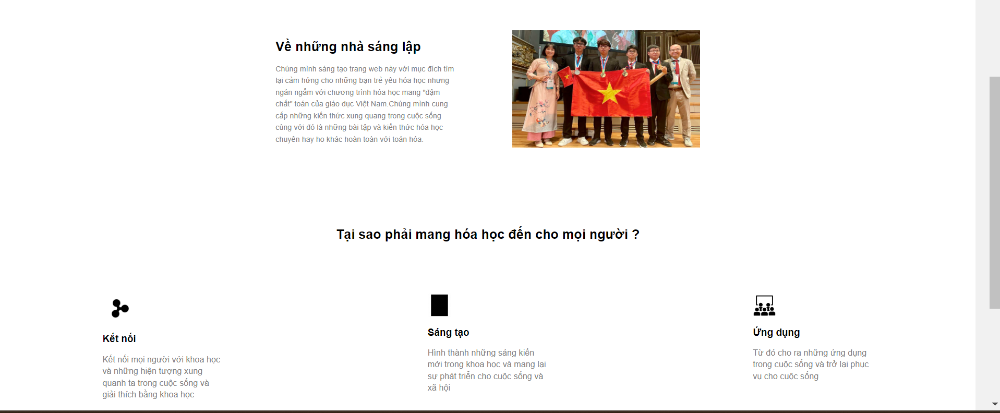 Về những nhà sáng lập
Chúng mình sáng tạo trang web này với mục đích tìm
lại cảm hứng cho những bạn trẻ yêu hóa học nhưng
ngán ngẩm với chương trình hóa học mang "đậm
chất" toán của giáo dục Việt Nam.Chúng mình cung
cấp những kiến thức xung quang trong cuộc sống
cùng với đó là những bài tập và kiến thức hóa học
chuyên hay ho khác hoàn toàn với toán hóa.
Tại sao phải mang hóa học đến cho mọi người ?
Kết nối
Kết nối mọi người với khoa học
và những hiện tượng xung
quanh ta trong cuộc sống và
giải thích bằng khoa học
Sáng tạo
Hình thành những sáng kiến
mới trong khoa học và mang lại
sự phát triển cho cuộc sống và
xã hội
Ứng dụng
Từ đó cho ra những ứng dụng
trong cuộc sống và trở lại phục
vụ cho cuộc sống